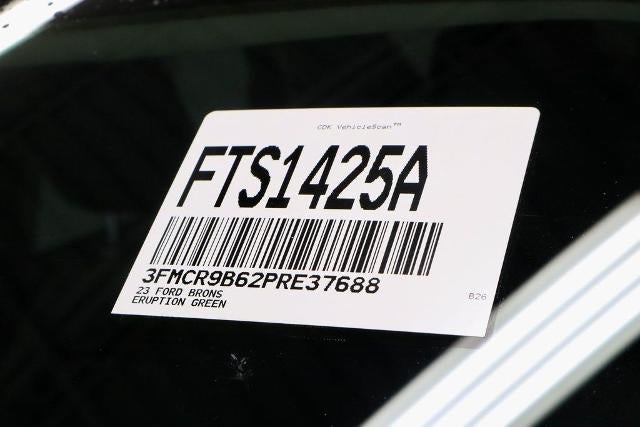 CDK VehicleScan™
FTS1425A
3FMCR9B62PRE37688
23 FORD BRONS
ERUPTION GREEN
B26